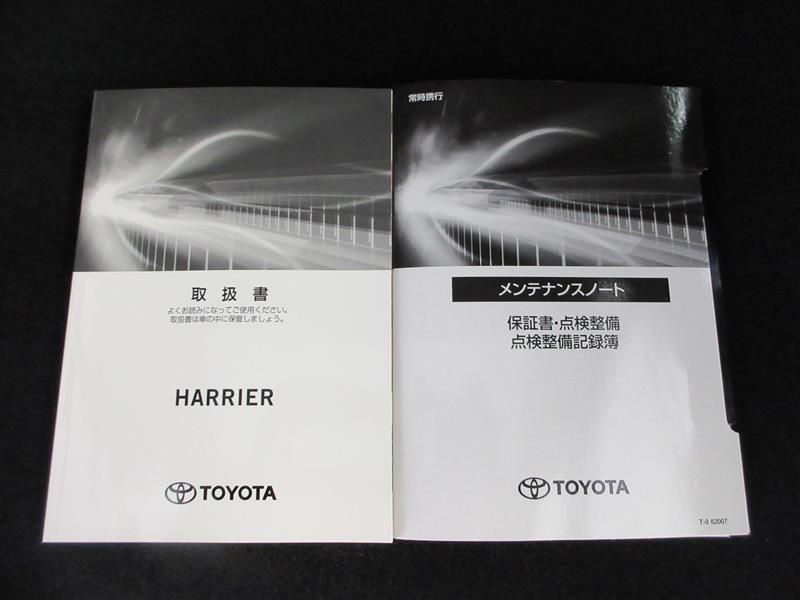 取扱書
よくお読みになってご使用ください。
取扱書は車の中に保管しましょう。
HARRIER
TOYOTA
常時携行
メンテナンスノート
保証書・点検整備
点検整備記録簿
TOYOTA
T-0 62007